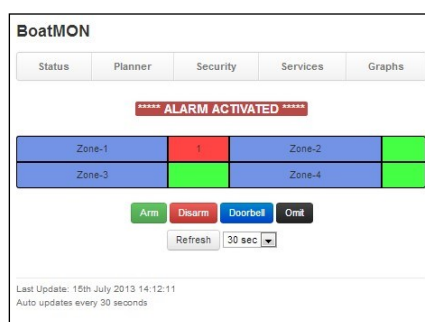 BoatMON
Status Planner Security Services Graphs
***** ALARM ACTIVATED *****
Zone-1 1 Zone-2
Zone-3 Zone-4
Arm Disarm Doorbell Omit
Refresh 30 sec
Last Update: 15th July 2013 14:12:11
Auto updates every 30 seconds